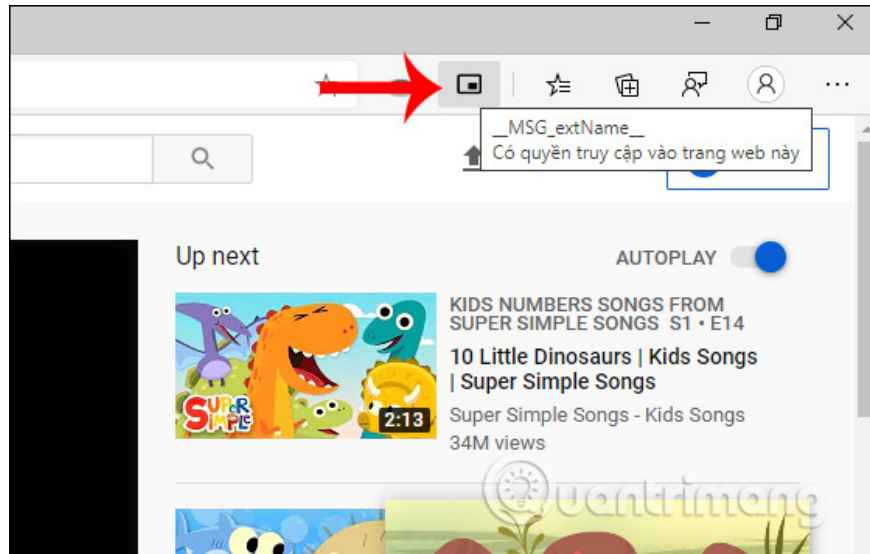 __MSG_extName__
Có quyền truy cập vào trang web này
Up next
AUTOPLAY
KIDS NUMBERS SONGS FROM
SUPER SIMPLE SONGS S1 • E14
10 Little Dinosaurs | Kids Songs
| Super Simple Songs
Super Simple Songs - Kids Songs
34M views
SUPER
SIMPLE
2:13
Quantrimang